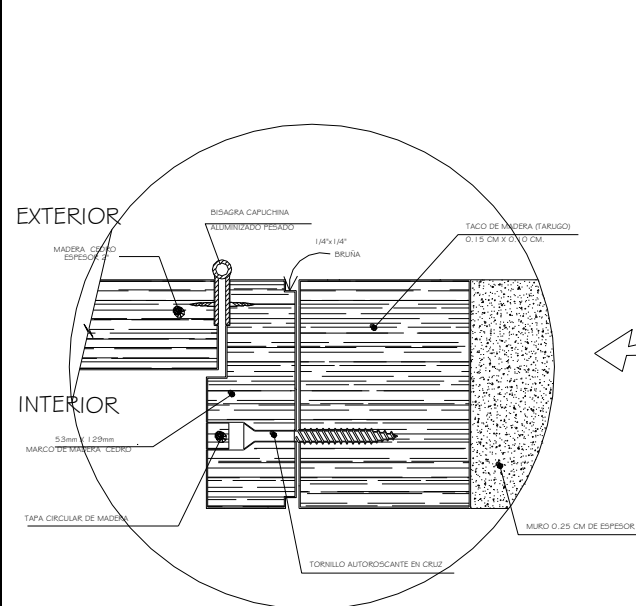 EXTERIOR
BISAGRA CAPUCHINA
ALUMINIZADO PESADO
MADERA CEDRO
ESPESOR 2"
1/4"x1/4"
BRUÑA
TACO DE MADERA (TARUGO)
0.15 CM X 0.10 CM.
INTERIOR
53mm X 129mm
MARCO DE MADERA CEDRO
TAPA CIRCULAR DE MADERA
TORNILLO AUTOROSCANTE EN CRUZ
MURO 0.25 CM DE ESPESOR